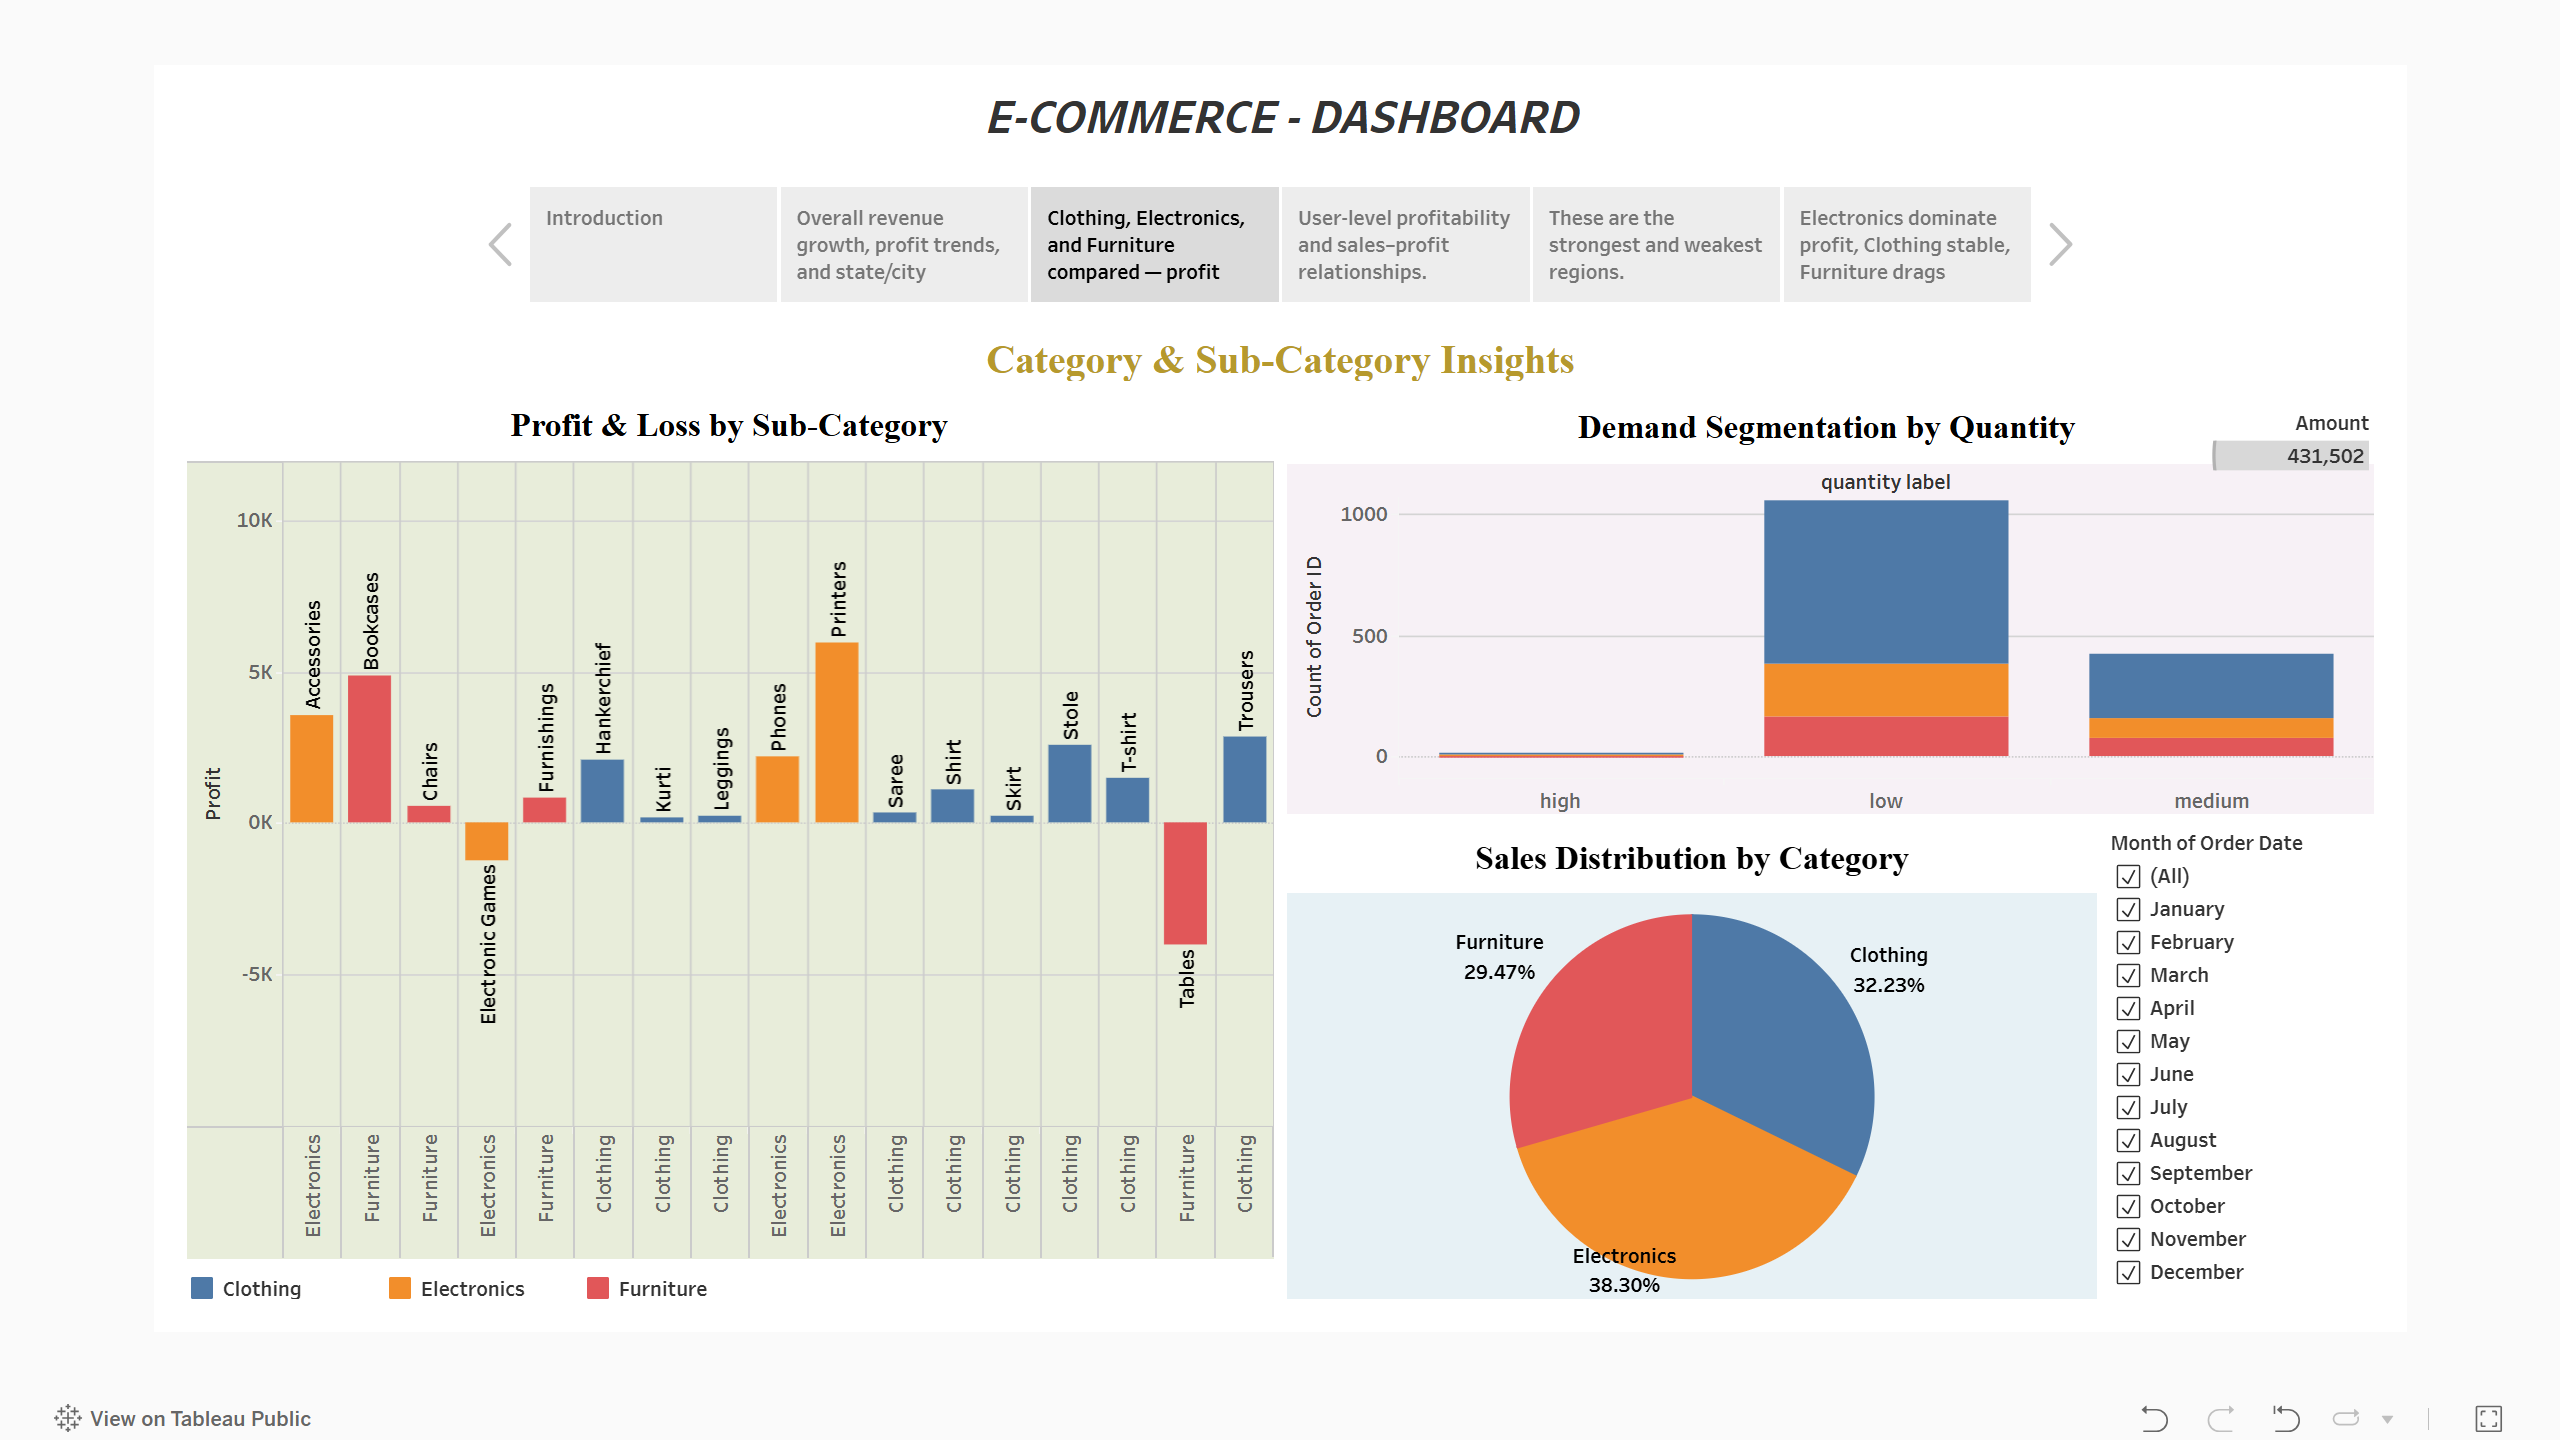 E-COMMERCE - DASHBOARD
Introduction
Overall revenue
growth, profit trends,
and state/city
Clothing, Electronics,
and Furniture
compared — profit
User-level profitability
and sales–profit
relationships.
These are the
strongest and weakest
regions.
Electronics dominate
profit, Clothing stable,
Furniture drags
Category & Sub-Category Insights
Profit & Loss by Sub-Category
Profit
10K
5K
0K
-5K
Accessories
Bookcases
Chairs
Electronic Games
Furnishings
Hankerchief
Kurti
Leggings
Phones
Printers
Saree
Shirt
Skirt
Stole
T-shirt
Tables
Trousers
Electronics
Furniture
Furniture
Electronics
Furniture
Clothing
Clothing
Clothing
Electronics
Electronics
Clothing
Clothing
Clothing
Clothing
Clothing
Furniture
Clothing
Clothing
Electronics
Furniture
Demand Segmentation by Quantity
Amount
431,502
quantity label
Count of Order ID
1000
500
0
high
low
medium
Sales Distribution by Category
Furniture
29.47%
Clothing
32.23%
Electronics
38.30%
Month of Order Date
(All)
January
February
March
April
May
June
July
August
September
October
November
December
View on Tableau Public